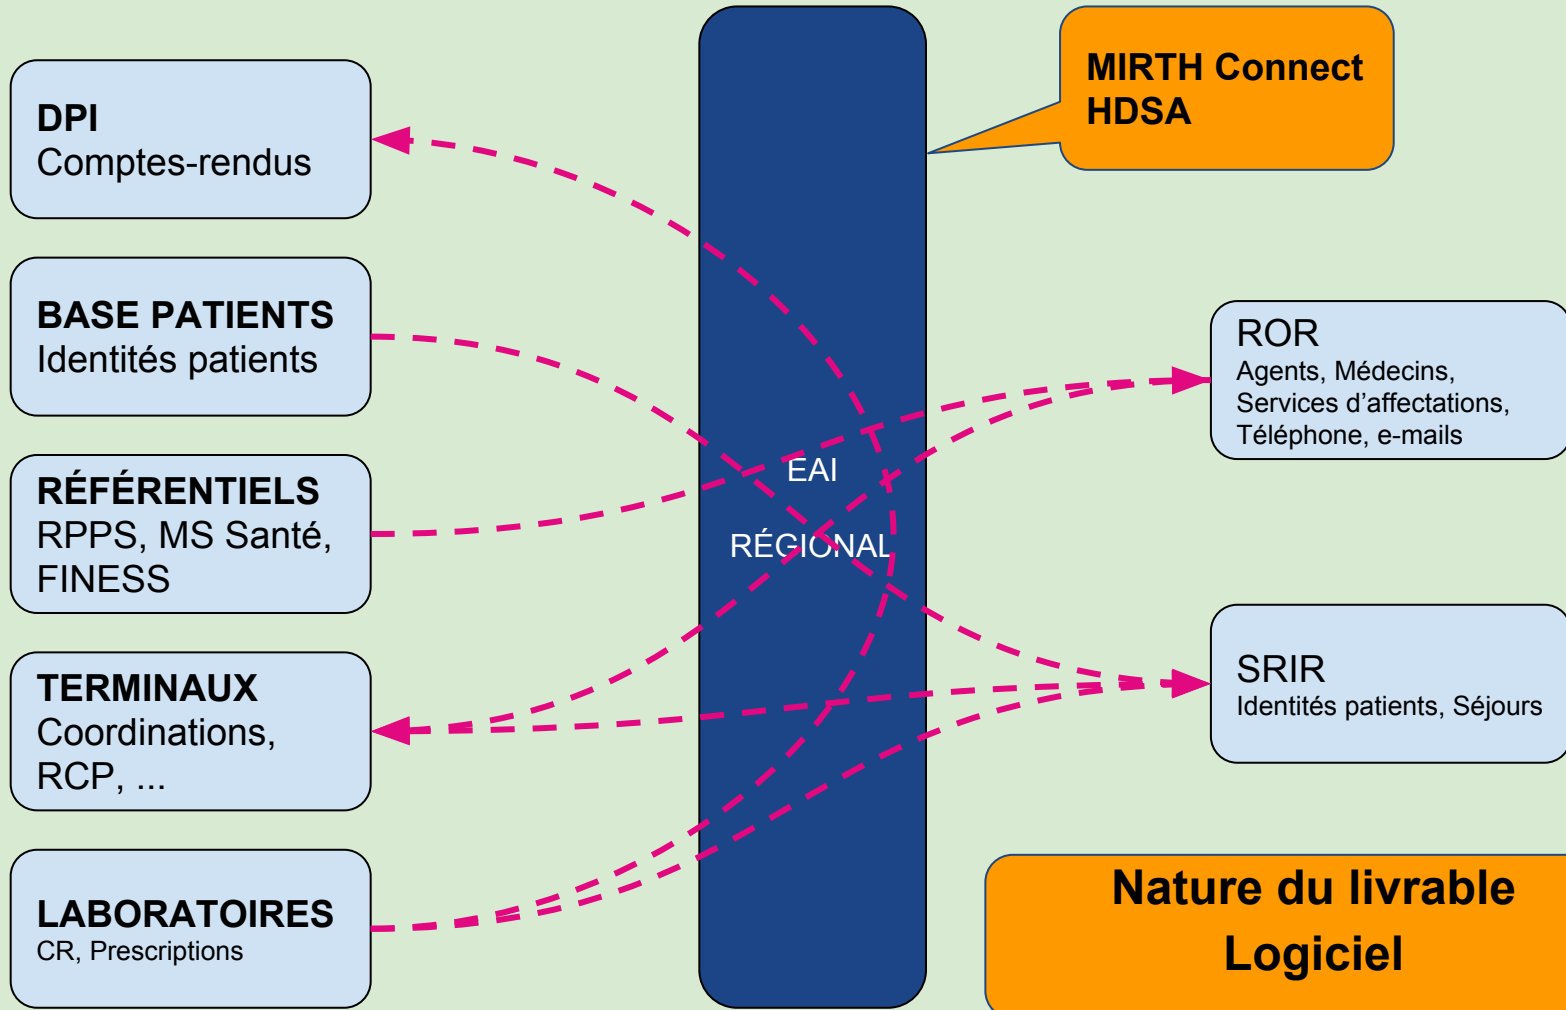 DPI
Comptes-rendus
BASE PATIENTS
Identités patients
RÉFÉRENTIELS
RPPS, MS Santé,
FINESS
TERMINAUX
Coordinations,
RCP, ...
LABORATOIRES
CR, Prescriptions
EAI
RÉGIONAL
MIRTH Connect
HDSA
ROR
Agents, Médecins,
Services d’affectations,
Téléphone, e-mails
SRIR
Identités patients, Séjours
Nature du livrable
Logiciel